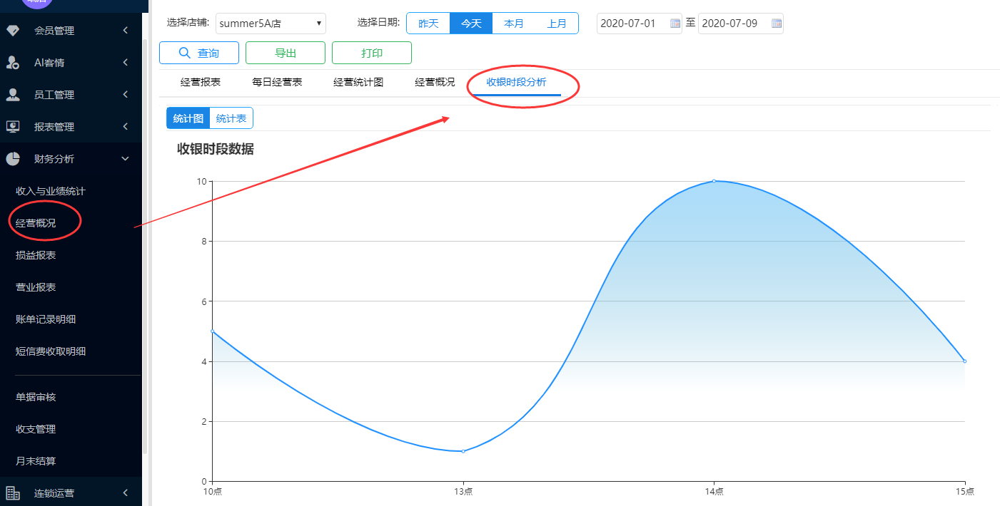 会员管理
AI客情
员工管理
报表管理
财务分析
收入与业绩统计
经营概况
损益报表
营业报表
账单记录明细
短信费收取明细
单据审核
收支管理
月末结算
连锁运营
选择店铺: summer5A店 选择日期: 昨天 今天 本月 上月 2020-07-01 至 2020-07-09
查询 导出 打印
经营报表 每日经营表 经营统计图 经营概况 收银时段分析
统计图 统计表
收银时段数据
10
8
6
4
2
0
10点 13点 14点 15点